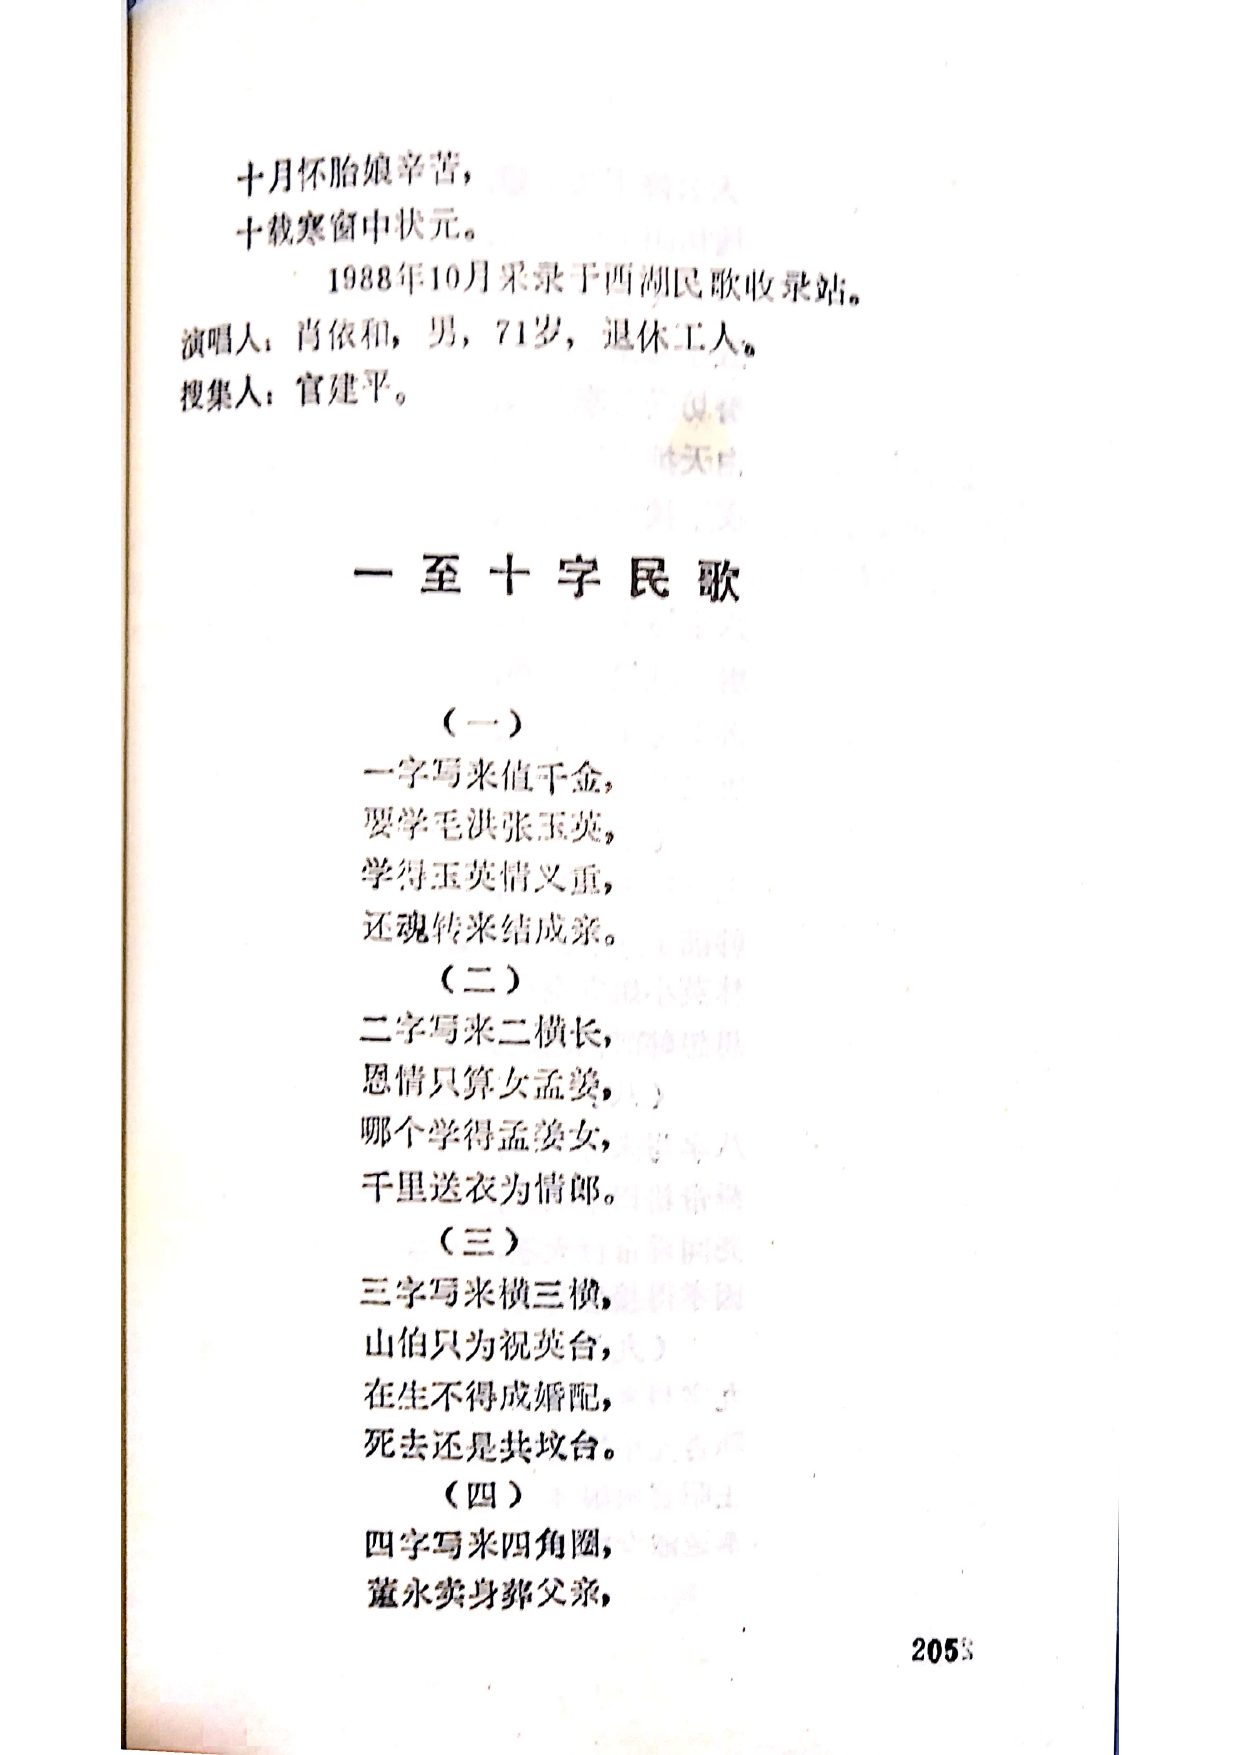 十月怀胎娘辛苦，
十载寒窗中状元。
1988年10月采录于西湖民歌收录站。
演唱人：肖依和，男，71岁，退休工人。
搜集人：官建平。
一至十字民歌
（一）
一字写来值千金，
要学毛洪张玉英，
学得玉英情义重，
还魂转来结成亲。
（二）
二字写来二横长，
恩情只算女孟姜，
哪个学得孟姜女，
千里送衣为情郎。
（三）
三字写来横三横，
山伯只为祝英台，
在生不得成婚配，
死去还是共坟台。
（四）
四字写来四角圈，
董永卖身葬父亲，
205